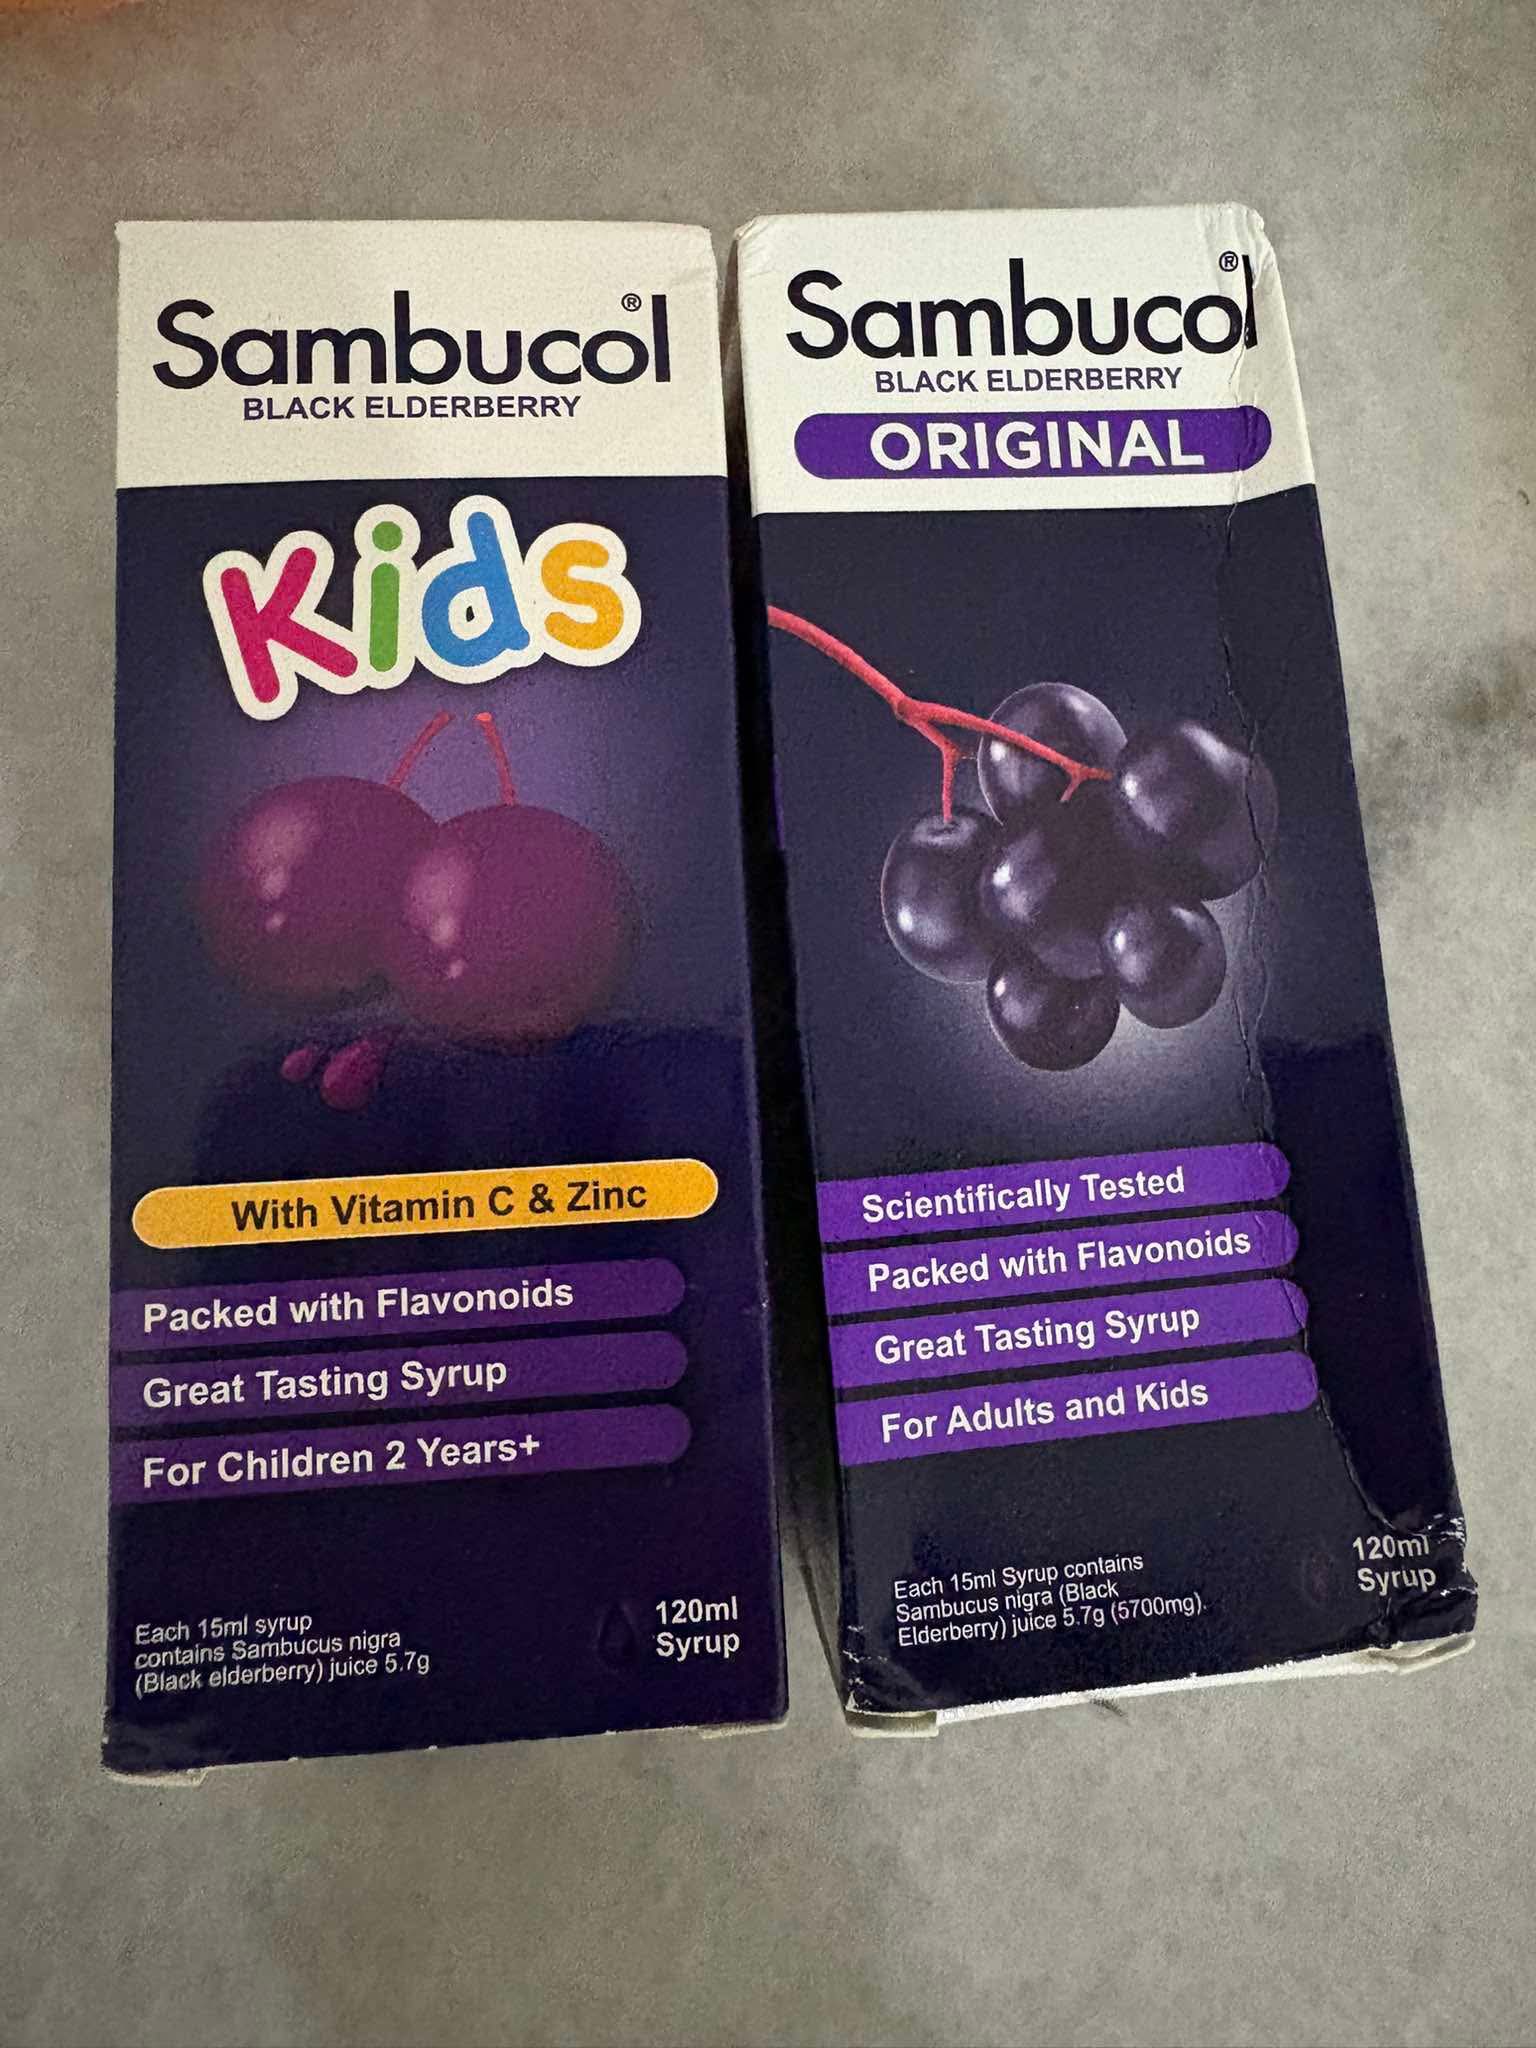 Sambucol®
BLACK ELDERBERRY
Kids
With Vitamin C & Zinc
Packed with Flavonoids
Great Tasting Syrup
For Children 2 Years+
Each 15ml syrup
contains Sambucus nigra
(Black elderberry) juice 5.7g
120ml
Syrup
Sambucol®
BLACK ELDERBERRY
ORIGINAL
Scientifically Tested
Packed with Flavonoids
Great Tasting Syrup
For Adults and Kids
Each 15ml Syrup contains
Sambucus nigra (Black
Elderberry) juice 5.7g (5700mg).
120ml
Syrup